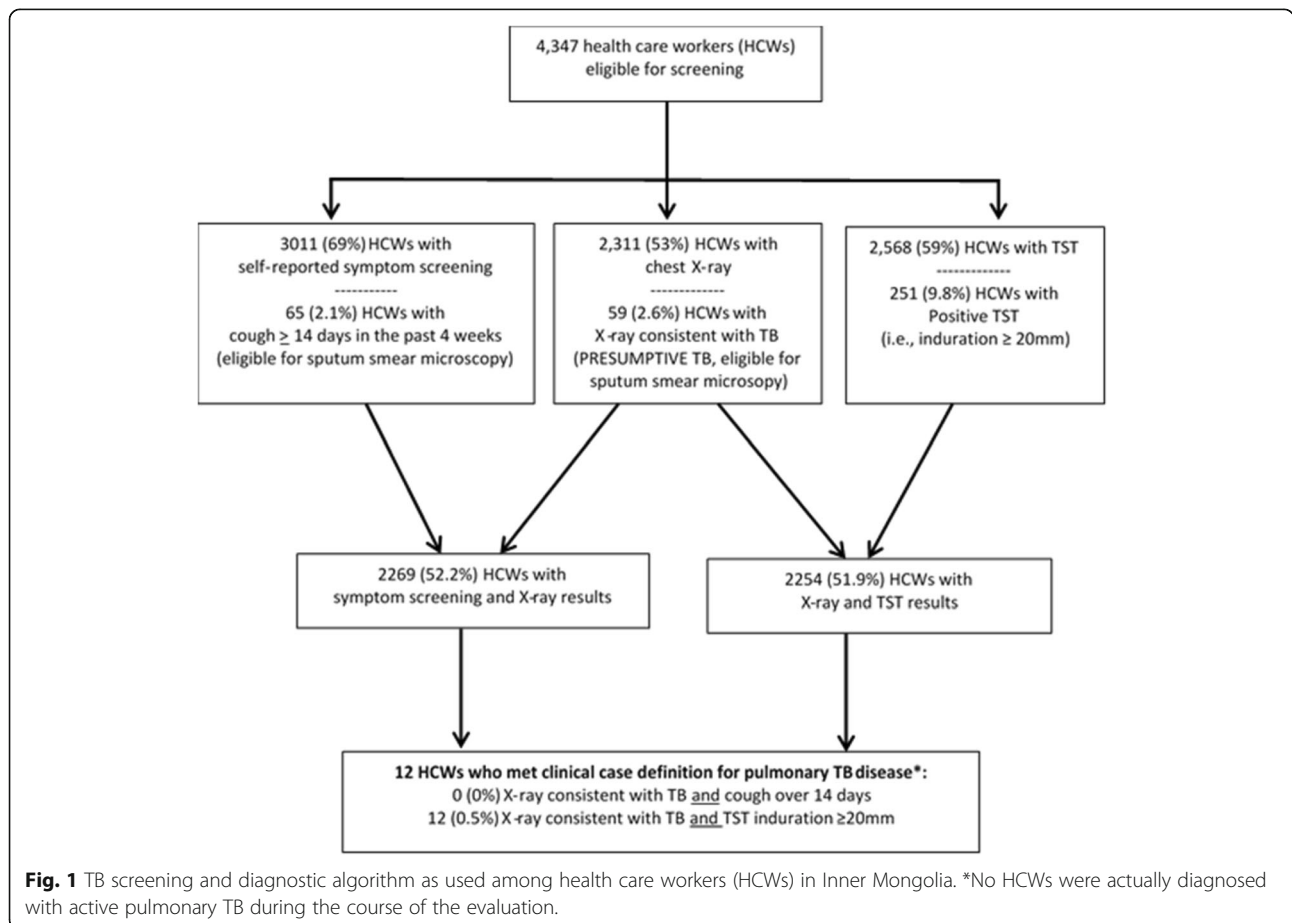 4,347 health care workers (HCWs)
eligible for screening
3011 (69%) HCWs with
self-reported symptom screening
-----------
65 (2.1%) HCWs with
cough ≥ 14 days in the past 4 weeks
(eligible for sputum smear microscopy)
2,311 (53%) HCWs with
chest X-ray
-------------
59 (2.6%) HCWs with
X-ray consistent with TB
(PRESUMPTIVE TB, eligible for
sputum smear microsopy)
2,568 (59%) HCWs with TST
-------------
251 (9.8%) HCWs with
Positive TST
(i.e., induration ≥ 20mm)
2269 (52.2%) HCWs with
symptom screening and X-ray results
2254 (51.9%) HCWs with
X-ray and TST results
12 HCWs who met clinical case definition for pulmonary TB disease*:
0 (0%) X-ray consistent with TB and cough over 14 days
12 (0.5%) X-ray consistent with TB and TST induration ≥20mm
Fig. 1 TB screening and diagnostic algorithm as used among health care workers (HCWs) in Inner Mongolia. *No HCWs were actually diagnosed
with active pulmonary TB during the course of the evaluation.